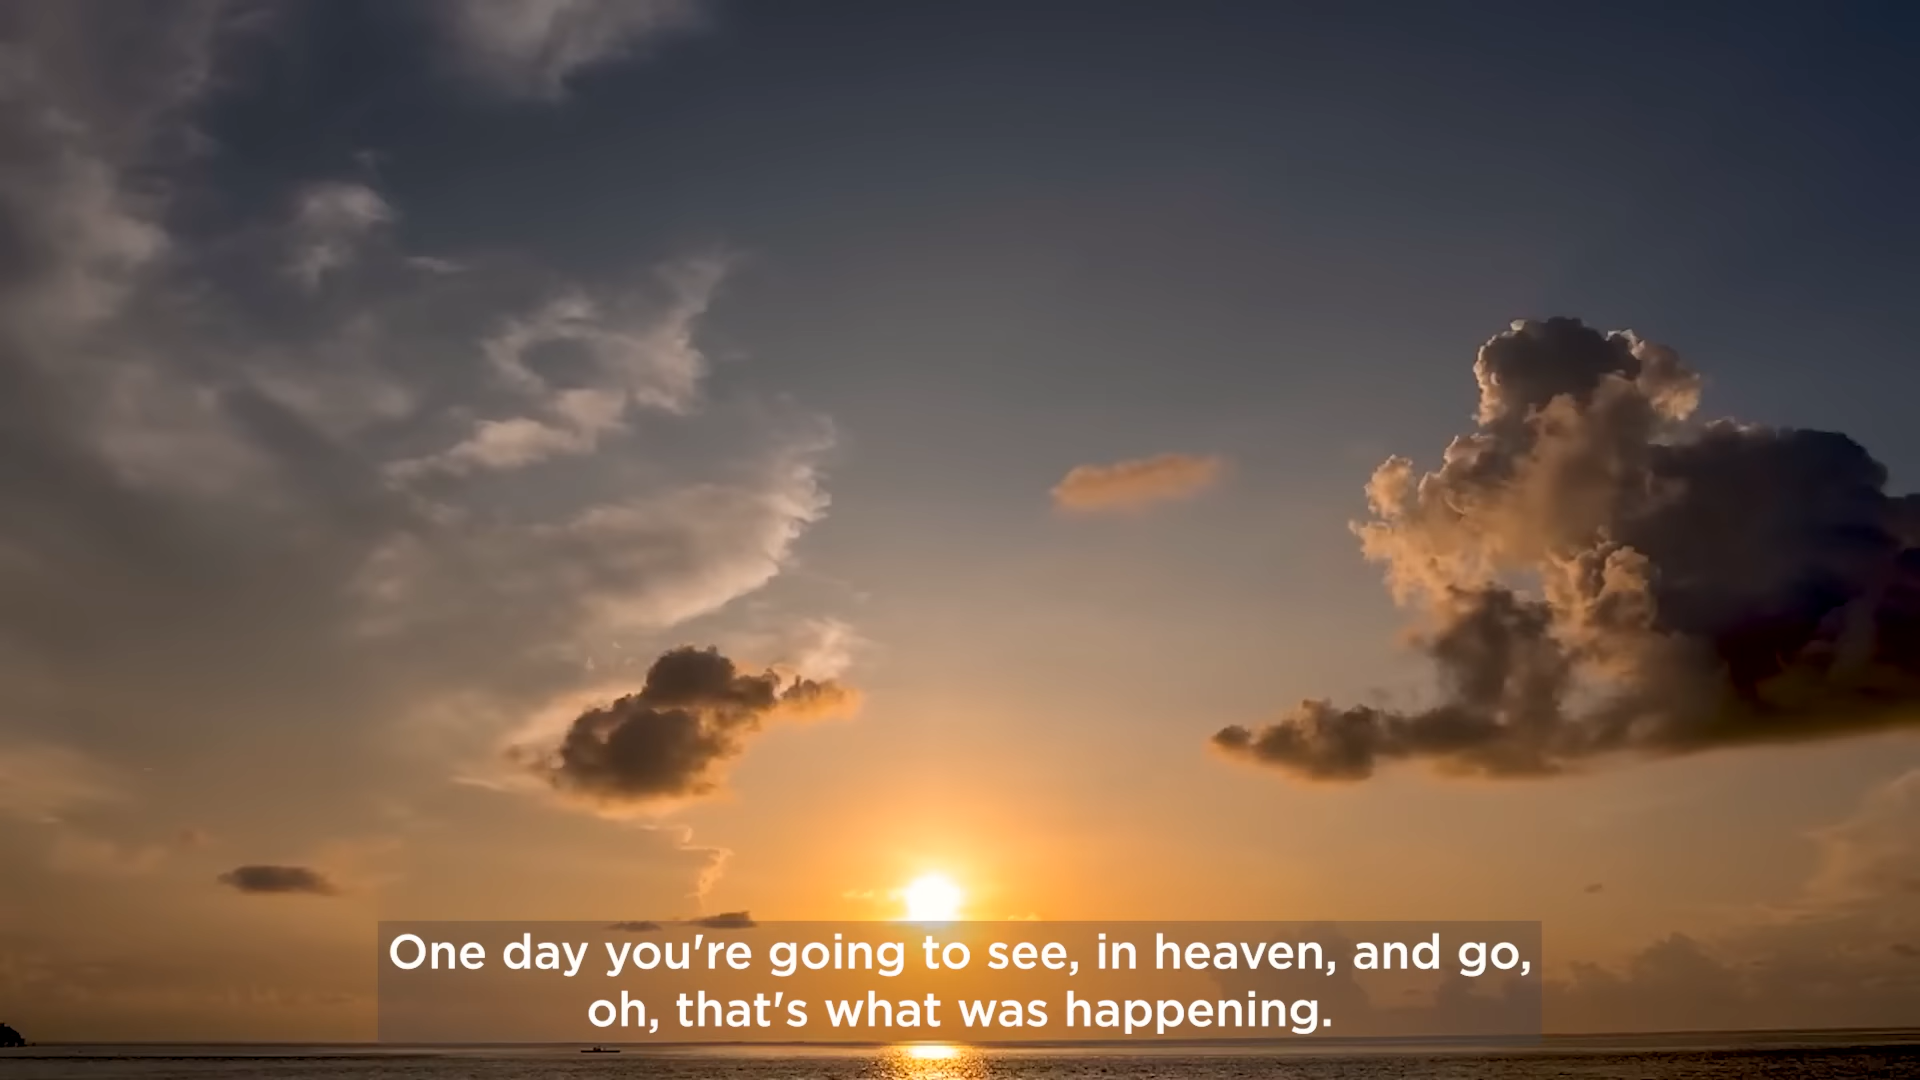 One day you're going to see, in heaven, and go,
oh, that's what was happening.